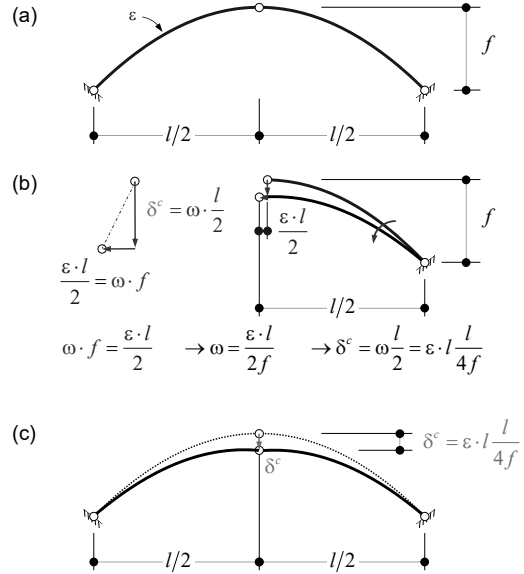 (a)
ε
f
l/2
l/2
(b)
δ^c = ω · l/2
ε · l/2
f
ε · l/2 = ω · f
l/2
ω · f = ε · l/2 → ω = ε · l/2f → δ^c = ω l/2 = ε · l l/4f
(c)
δ^c = ε · l l/4f
δ^c
l/2
l/2